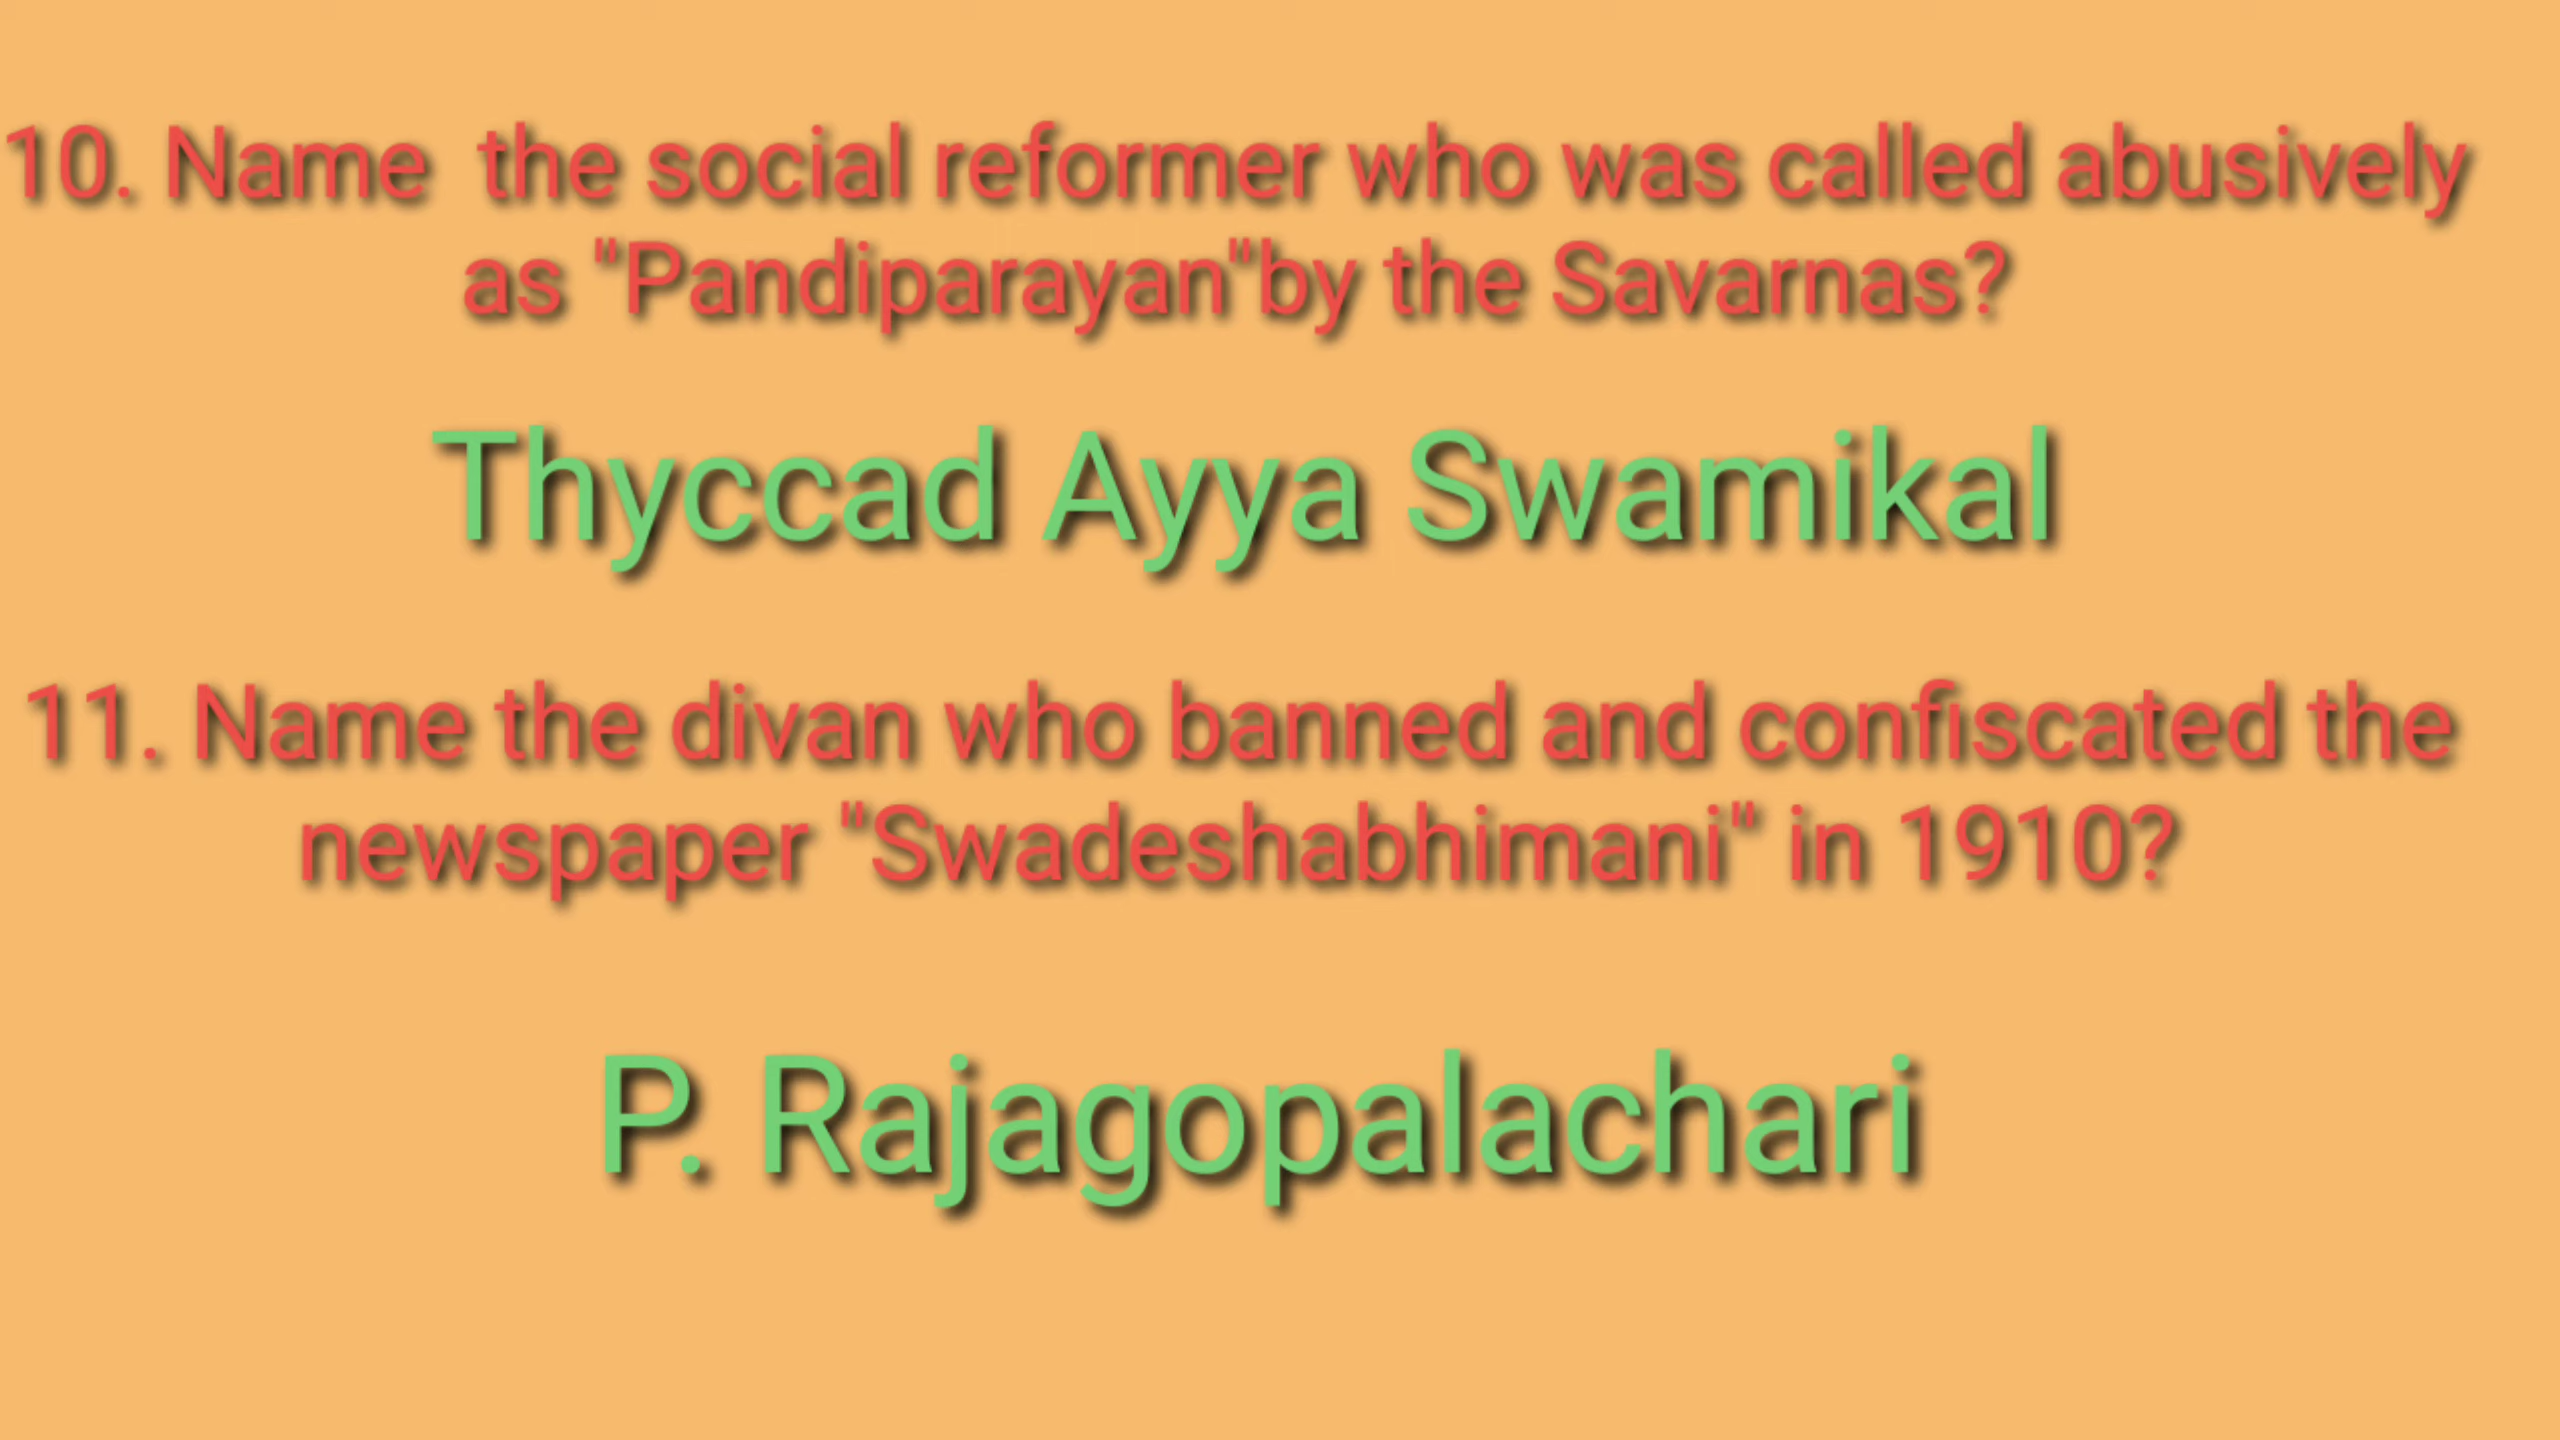 10. Name  the social reformer who was called abusively
as "Pandiparayan"by the Savarnas?
Thyccad Ayya Swamikal
11. Name the divan who banned and confiscated the
newspaper "Swadeshabhimani" in 1910?
P. Rajagopalachari